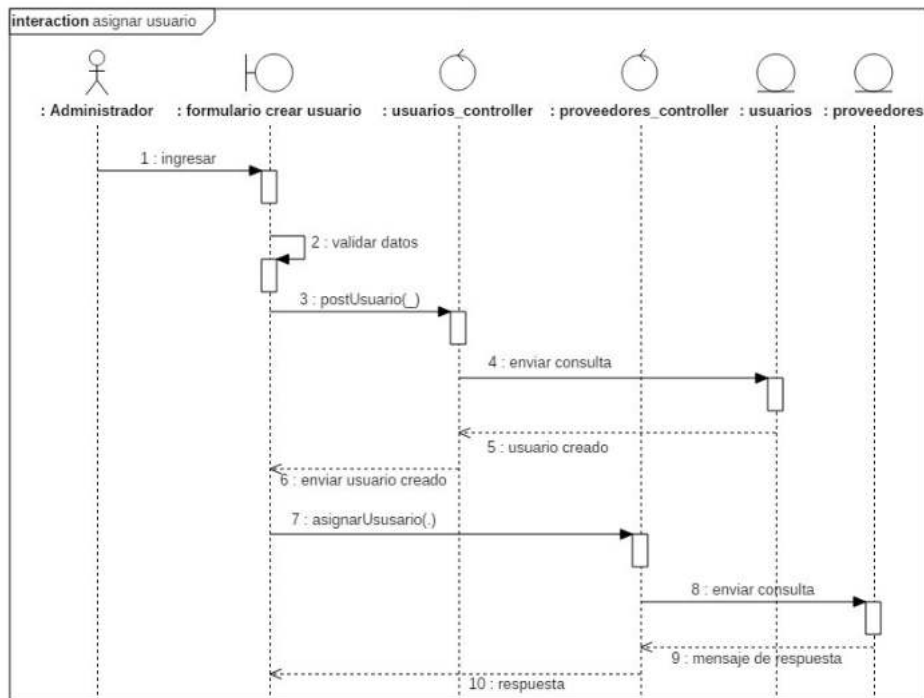 interaction asignar usuario
: Administrador : formulario crear usuario : usuarios_controller : proveedores_controller : usuarios : proveedores
1 : ingresar
2 : validar datos
3 : postUsuario(_)
4 : enviar consulta
5 : usuario creado
6 : enviar usuario creado
7 : asignarUsusario(.)
8 : enviar consulta
9 : mensaje de respuesta
10 : respuesta